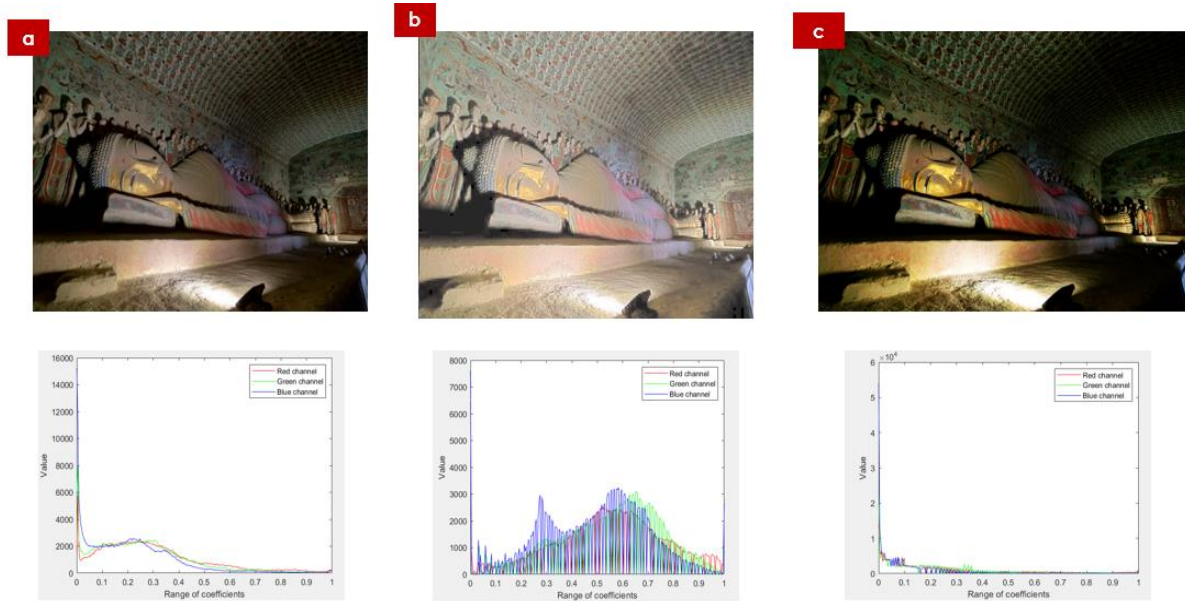 a
b
c
16000
14000
12000
10000
8000
6000
4000
2000
0
Value
Red channel
Green channel
Blue channel
0 0.1 0.2 0.3 0.4 0.5 0.6 0.7 0.8 0.9 1
Range of coefficients
8000
7000
6000
5000
4000
3000
2000
1000
0
Value
Red channel
Green channel
Blue channel
0 0.1 0.2 0.3 0.4 0.5 0.6 0.7 0.8 0.9 1
Range of coefficients
×10⁴
6
5
4
3
2
1
0
Value
Red channel
Green channel
Blue channel
0 0.1 0.2 0.3 0.4 0.5 0.6 0.7 0.8 0.9 1
Range of coefficients